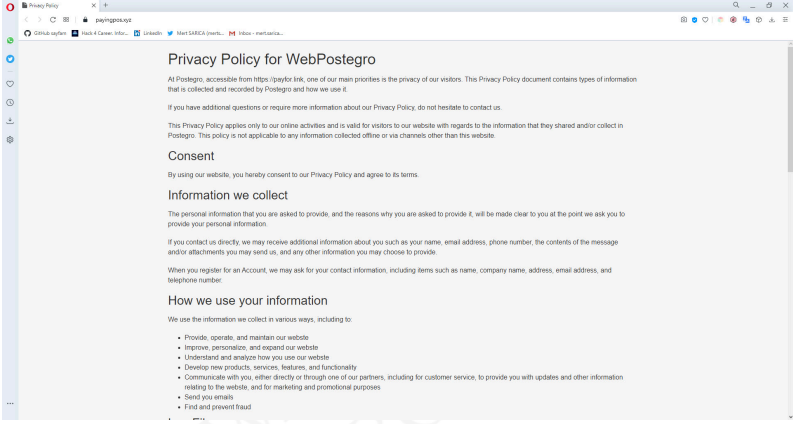 Privacy Policy
payingpos.xyz
GitHub sayfam
Hack 4 Career. Infor...
LinkedIn
Mert SARICA (@merts...
Inbox - mert.sarica...
Privacy Policy for WebPostegro
At Postegro, accessible from https://payfor.link, one of our main priorities is the privacy of our visitors. This Privacy Policy document contains types of information
that is collected and recorded by Postegro and how we use it.
If you have additional questions or require more information about our Privacy Policy, do not hesitate to contact us.
This Privacy Policy applies only to our online activities and is valid for visitors to our website with regards to the information that they shared and/or collect in
Postegro. This policy is not applicable to any information collected offline or via channels other than this website.
Consent
By using our website, you hereby consent to our Privacy Policy and agree to its terms.
Information we collect
The personal information that you are asked to provide, and the reasons why you are asked to provide it, will be made clear to you at the point we ask you to
provide your personal information.
If you contact us directly, we may receive additional information about you such as your name, email address, phone number, the contents of the message
and/or attachments you may send us, and any other information you may choose to provide.
When you register for an Account, we may ask for your contact information, including items such as name, company name, address, email address, and
telephone number.
How we use your information
We use the information we collect in various ways, including to:
Provide, operate, and maintain our webste
Improve, personalize, and expand our webste
Understand and analyze how you use our webste
Develop new products, services, features, and functionality
Communicate with you, either directly or through one of our partners, including for customer service, to provide you with updates and other information
relating to the webste, and for marketing and promotional purposes
Send you emails
Find and prevent fraud